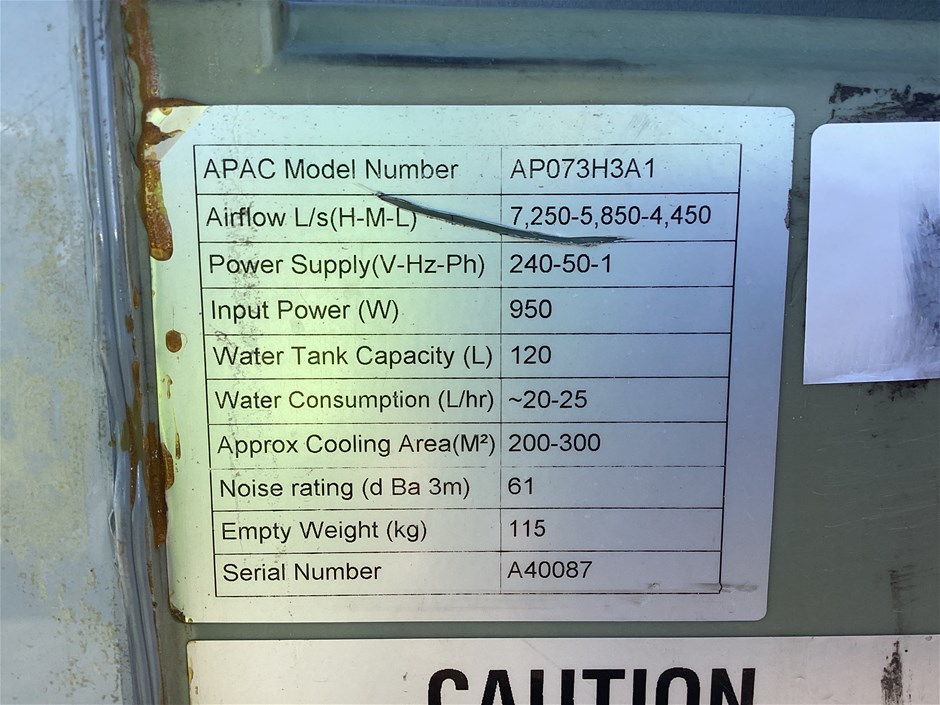 APAC Model Number AP073H3A1
Airflow L/s(H-M-L) 7,250-5,850-4,450
Power Supply(V-Hz-Ph) 240-50-1
Input Power (W) 950
Water Tank Capacity (L) 120
Water Consumption (L/hr) ~20-25
Approx Cooling Area(M²) 200-300
Noise rating (d Ba 3m) 61
Empty Weight (kg) 115
Serial Number A40087
CAUTION